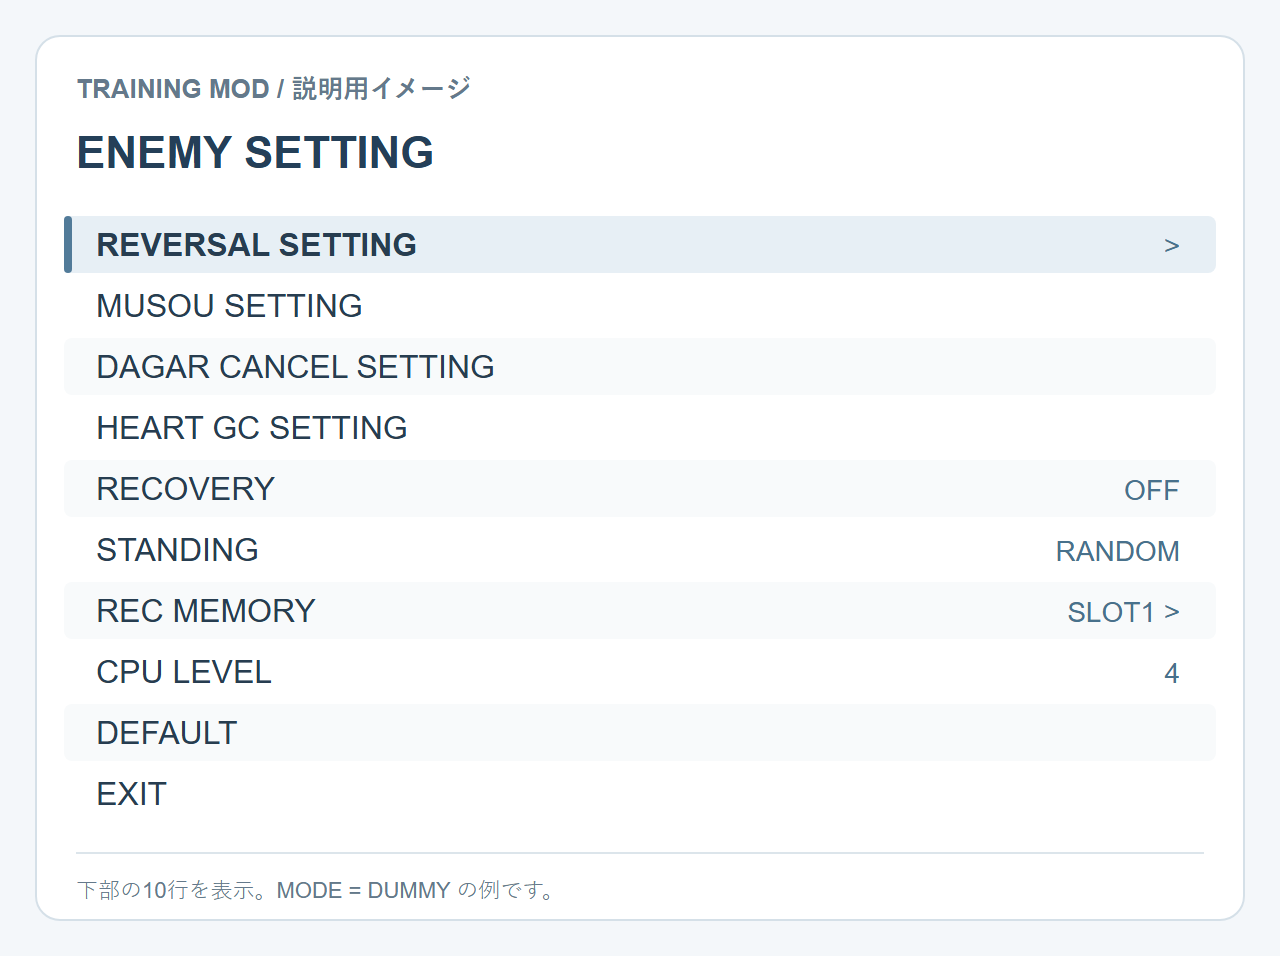 TRAINING MOD / 説明用イメージ
ENEMY SETTING
REVERSAL SETTING >
MUSOU SETTING
DAGAR CANCEL SETTING
HEART GC SETTING
RECOVERY OFF
STANDING RANDOM
REC MEMORY SLOT1 >
CPU LEVEL 4
DEFAULT
EXIT
下部の10行を表示。MODE = DUMMY の例です。